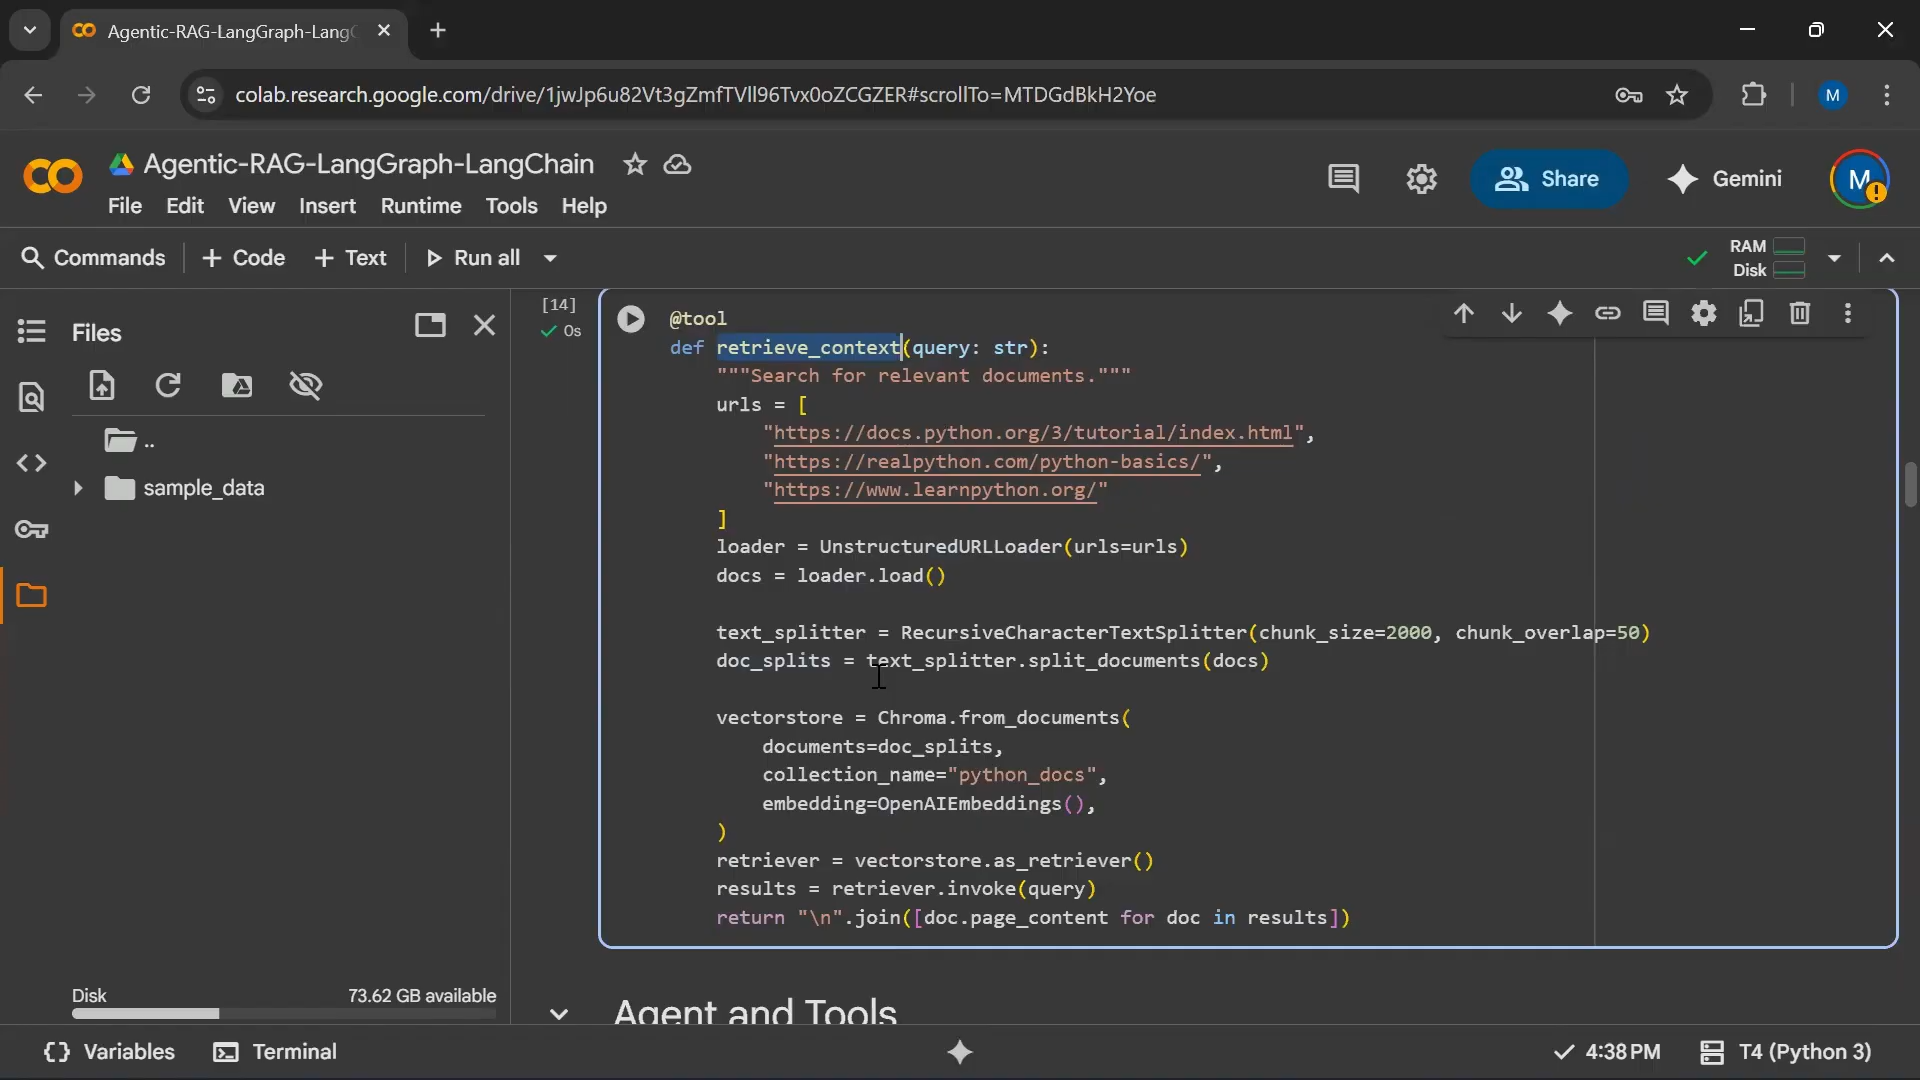 Agentic-RAG-LangGraph-Lang
colab.research.google.com/drive/1jwJp6u82Vt3gZmfTVll96Tvx0oZCGZER#scrollTo=MTDGdBkH2Yoe
M
Agentic-RAG-LangGraph-LangChain
File Edit View Insert Runtime Tools Help
Share
Gemini
M
Commands
+ Code + Text
Run all
RAM
Disk
Files
..
sample_data
Disk 73.62 GB available
[14]
0s
@tool
def retrieve_context(query: str):
"""Search for relevant documents."""
urls = [
"https://docs.python.org/3/tutorial/index.html",
"https://realpython.com/python-basics/",
"https://www.learnpython.org/"
]
loader = UnstructuredURLLoader(urls=urls)
docs = loader.load()
text_splitter = RecursiveCharacterTextSplitter(chunk_size=2000, chunk_overlap=50)
doc_splits = text_splitter.split_documents(docs)
vectorstore = Chroma.from_documents(
documents=doc_splits,
collection_name="python_docs",
embedding=OpenAIEmbeddings(),
)
retriever = vectorstore.as_retriever()
results = retriever.invoke(query)
return "\n".join([doc.page_content for doc in results])
Agent and Tools
Variables
Terminal
4:38 PM
T4 (Python 3)